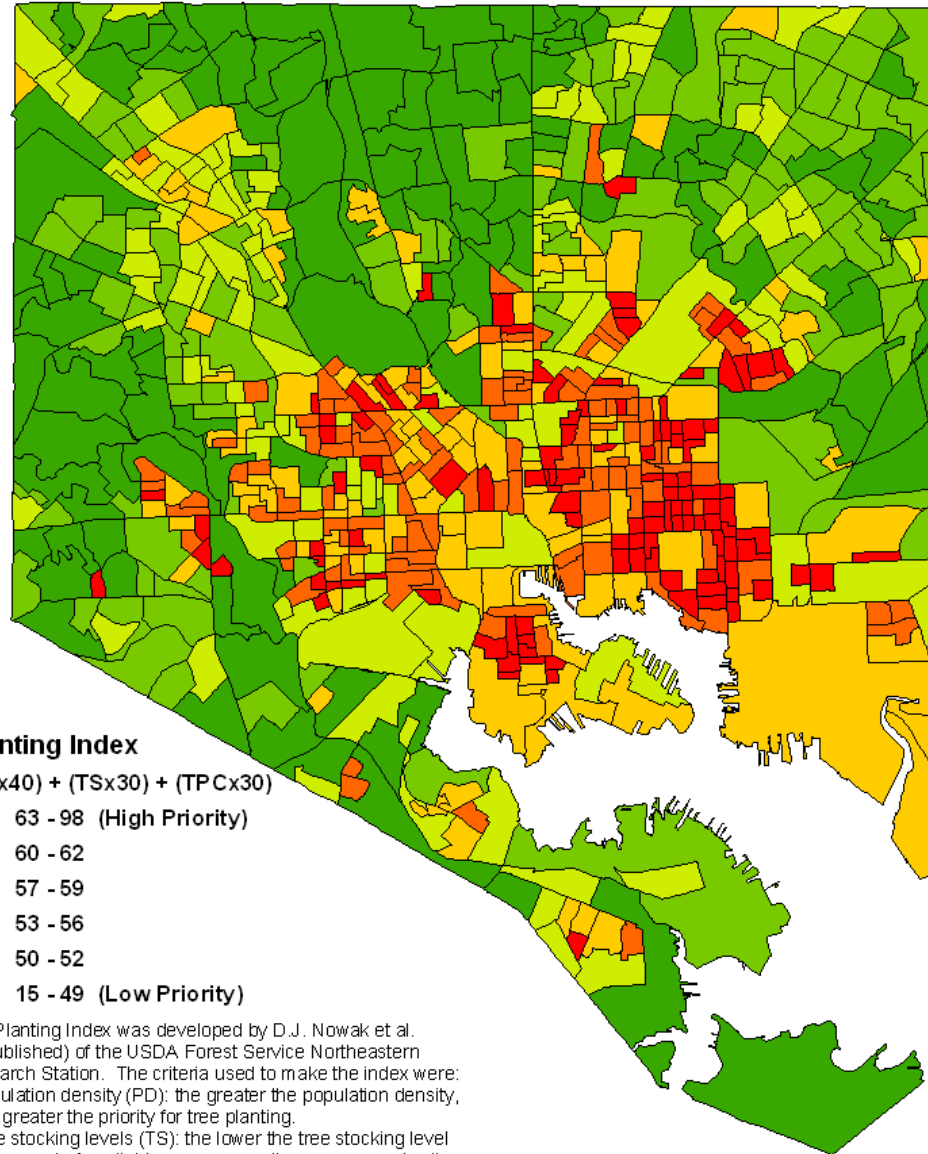 nting Index
x40) + (TSx30) + (TPCx30)
63 - 98 (High Priority)
60 - 62
57 - 59
53 - 56
50 - 52
15 - 49 (Low Priority)
Planting Index was developed by D.J. Nowak et al.
ublished) of the USDA Forest Service Northeastern
arch Station. The criteria used to make the index were:
ulation density (PD): the greater the population density,
greater the priority for tree planting.
e stocking levels (TS): the lower the tree stocking level